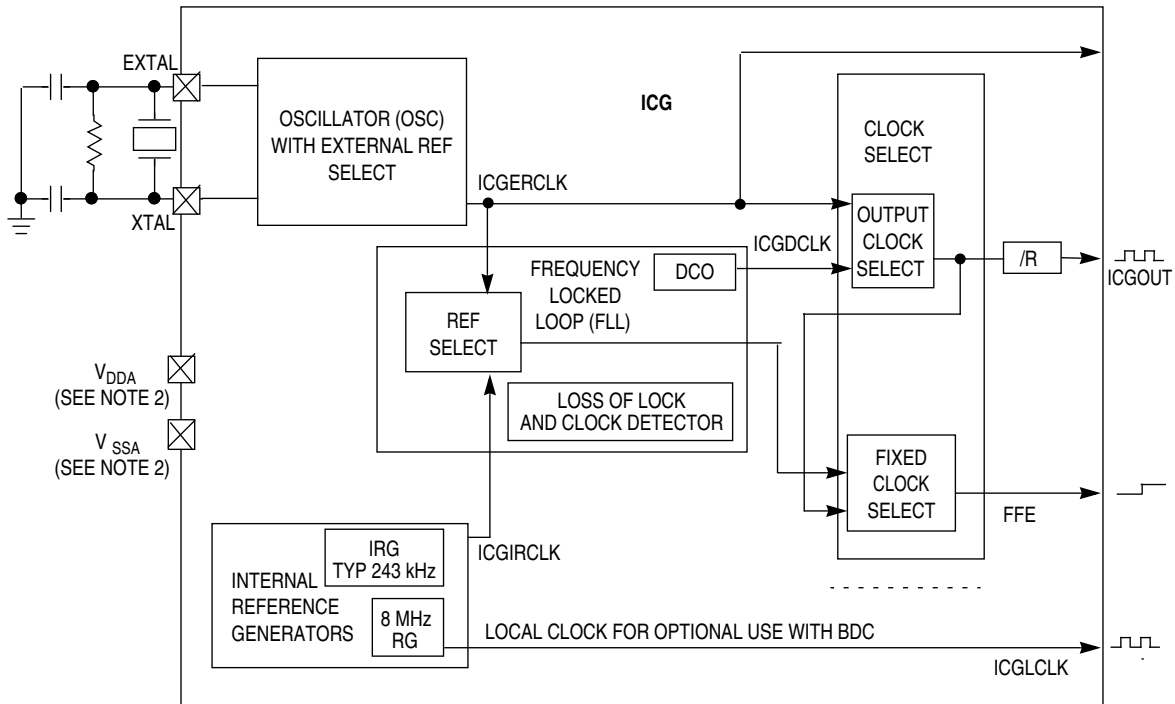 EXTAL
XTAL
OSCILLATOR (OSC)
WITH EXTERNAL REF
SELECT
ICG
ICGERCLK
CLOCK
SELECT
OUTPUT
CLOCK
SELECT
/R
ICGOUT
ICGDCLK
FREQUENCY
LOCKED
LOOP (FLL)
DCO
REF
SELECT
LOSS OF LOCK
AND CLOCK DETECTOR
VDDA
(SEE NOTE 2)
V SSA
(SEE NOTE 2)
FIXED
CLOCK
SELECT
FFE
ICGIRCLK
IRG
TYP 243 kHz
INTERNAL
REFERENCE
GENERATORS
8 MHz
RG
LOCAL CLOCK FOR OPTIONAL USE WITH BDC
ICGLCLK